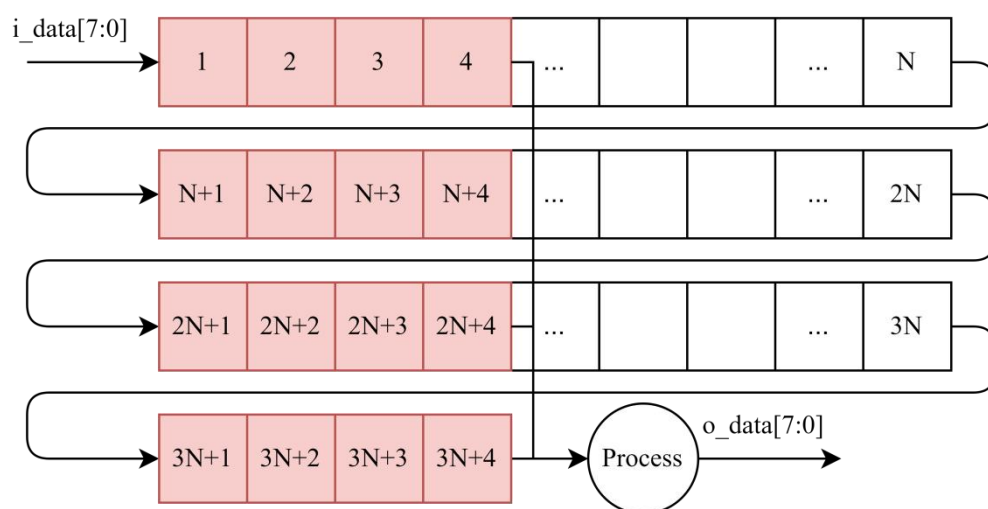 i_data[7:0]
1 2 3 4 ... ... N
N+1 N+2 N+3 N+4 ... ... 2N
2N+1 2N+2 2N+3 2N+4 ... ... 3N
o_data[7:0]
3N+1 3N+2 3N+3 3N+4 Process